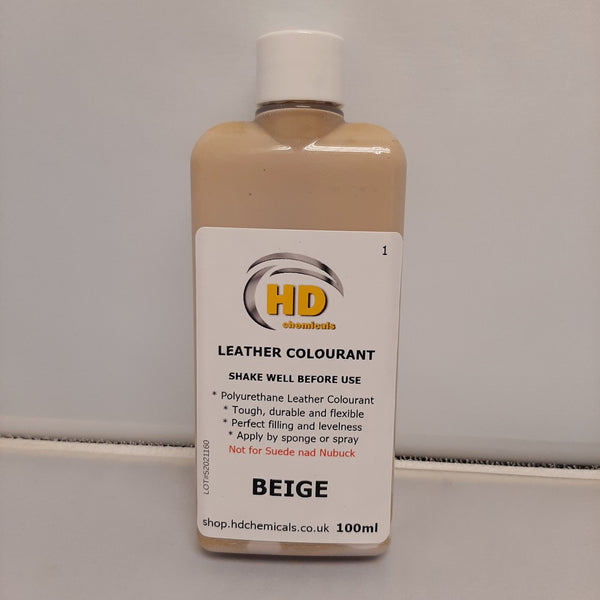 1
HD
chemicals
LEATHER COLOURANT
SHAKE WELL BEFORE USE
* Polyurethane Leather Colourant
* Tough, durable and flexible
* Perfect filling and levelness
* Apply by sponge or spray
Not for Suede nad Nubuck
LOT#52021160
BEIGE
shop.hdchemicals.co.uk 100ml